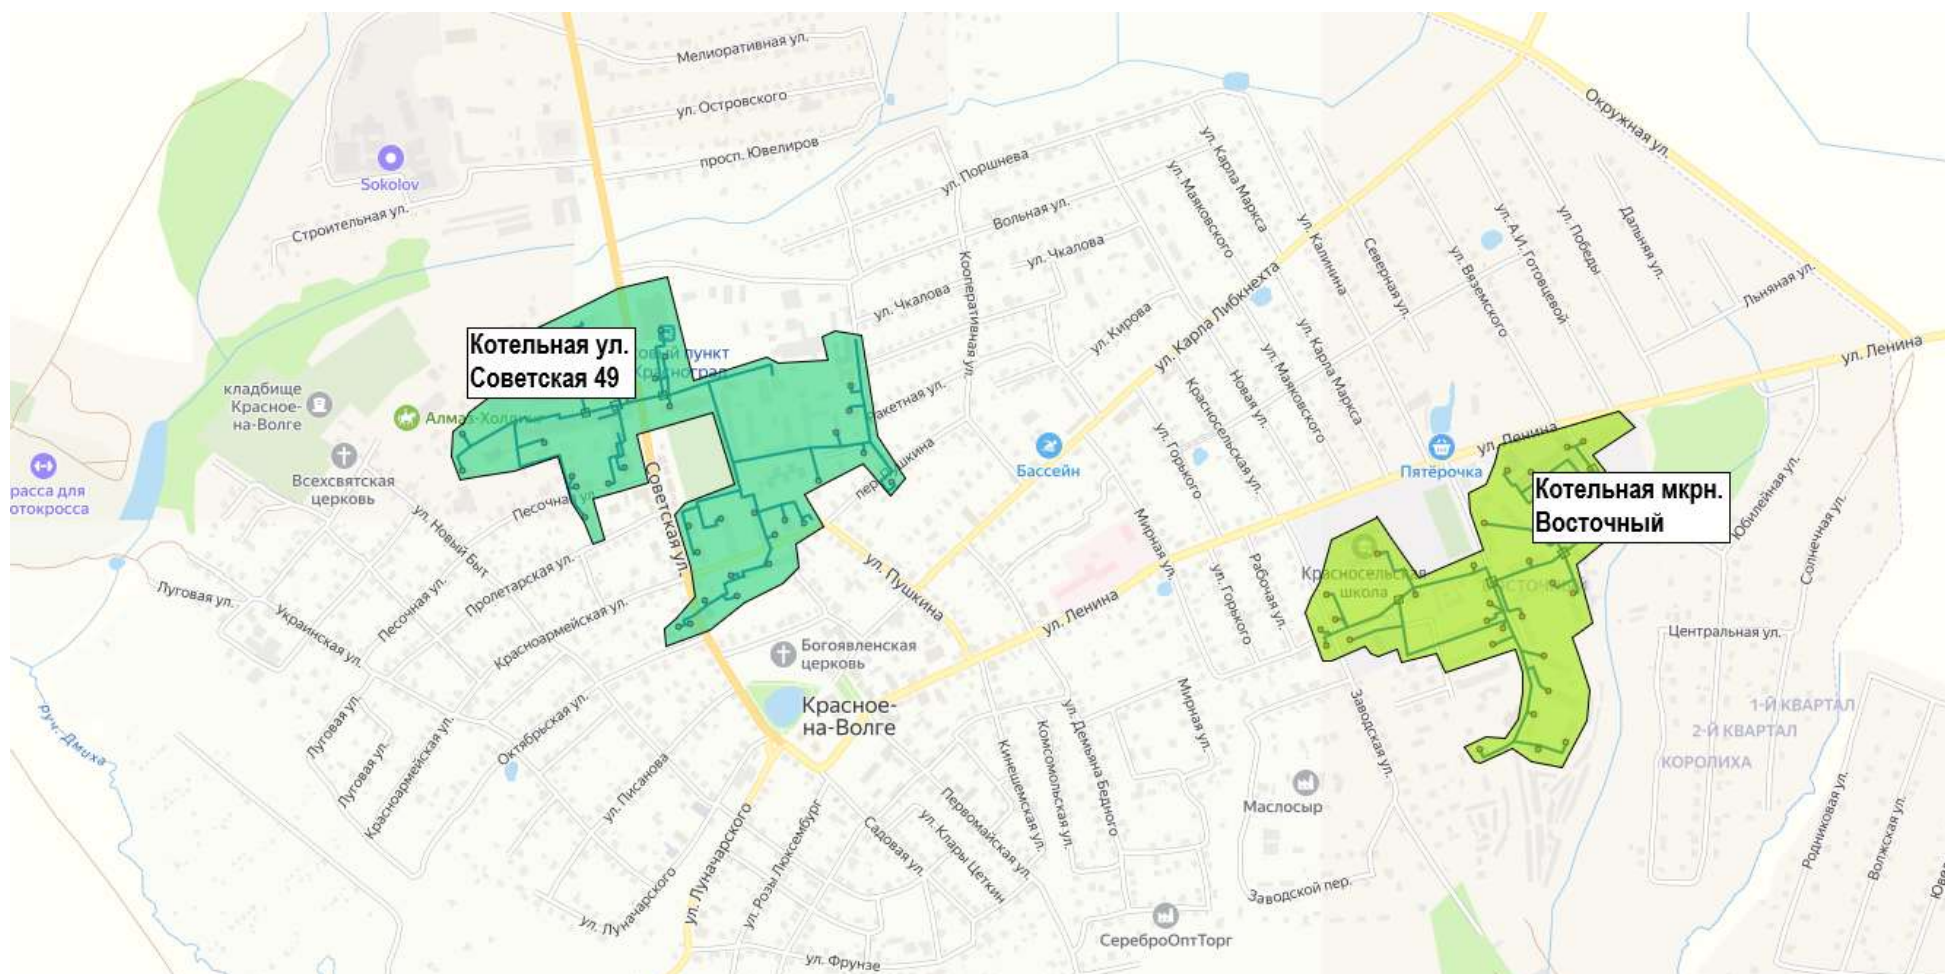 Мелиоративная ул.
ул. Островского
просп. Ювелиров
Окружная ул.
Sokolov
Строительная ул.
ул. Поршнева
Вольная ул.
ул. Чкалова
ул. Чкалова
ул. Карла Маркса
ул. Маяковского
ул. Калинина
Северная ул.
ул. Вяземского
ул. А.И. Готовцевой
ул. Победы
Дальняя ул.
Льняная ул.
ул. Ленина
Кооперативная ул.
ул. Кирова
ул. Карла Либкнехта
ул. Карла Маркса
ул. Маяковского
Новая ул.
Красносельская ул.
ул. Горького
Котельная ул.
Советская 49
кладбище
Красное-
на-Волге
Всехсвятская
церковь
Песочная ул.
ул. Новый Быт
Советская ул.
ул. Пушкина
Бассейн
Пятёрочка
ул. Ленина
Котельная мкрн.
Восточный
Юбилейная ул.
Солнечная ул.
Красносельская
школа
Мирная ул.
ул. Горького
Рабочая ул.
ул. Ленина
Луговая ул.
Украинская ул.
Песочная ул.
Пролетарская ул.
Красноармейская ул.
Богоявленская
церковь
Красное-
на-Волге
Центральная ул.
1-Й КВАРТАЛ
2-Й КВАРТАЛ
КОРОЛИХА
руч. Дмиха
Луговая ул.
Луговая ул.
Красноармейская ул.
Октябрьская ул.
ул. Писанова
ул. Луначарского
ул. Луначарского
ул. Розы Люксембург
Садовая ул.
ул. Клары Цеткин
Первомайская ул.
Кинешемская ул.
Комсомольская ул.
ул. Демьяна Бедного
Мирная ул.
Заводская ул.
Маслосыр
Заводской пер.
СереброОптТорг
ул. Фрунзе
Родниковая ул.
Волжская ул.